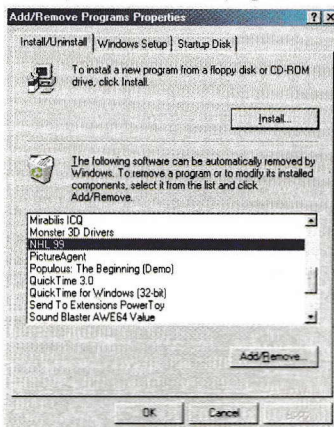 Add/Remove Programs Properties
Install/Uninstall
Windows Setup
Startup Disk
To install a new program from a floppy disk or CD-ROM
drive, click Install.
Install...
The following software can be automatically removed by
Windows. To remove a program or to modify its installed
components, select it from the list and click
Add/Remove.
Mirabilis ICQ
Monster 3D Drivers
NHL 99
PictureAgent
Populous: The Beginning (Demo)
QuickTime 3.0
QuickTime for Windows (32-bit)
Send To Extensions PowerToy
Sound Blaster AWE64 Value
Add/Remove...
OK
Cancel